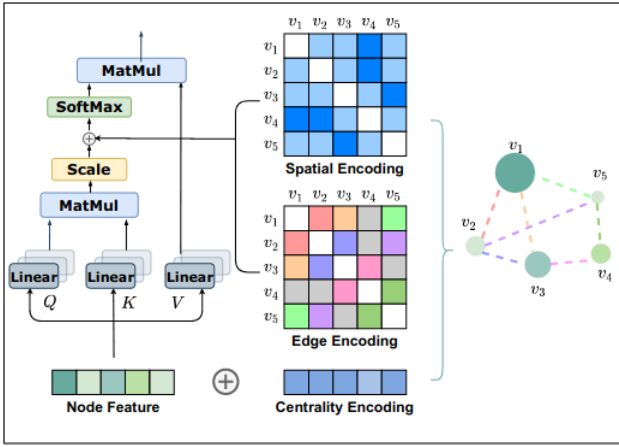 MatMul
SoftMax
Scale
MatMul
Linear Linear Linear
Q K V
Node Feature
v1 v2 v3 v4 v5
v1
v2
v3
v4
v5
Spatial Encoding
v1 v2 v3 v4 v5
v1
v2
v3
v4
v5
Edge Encoding
Centrality Encoding
v1
v5
v2
v4
v3